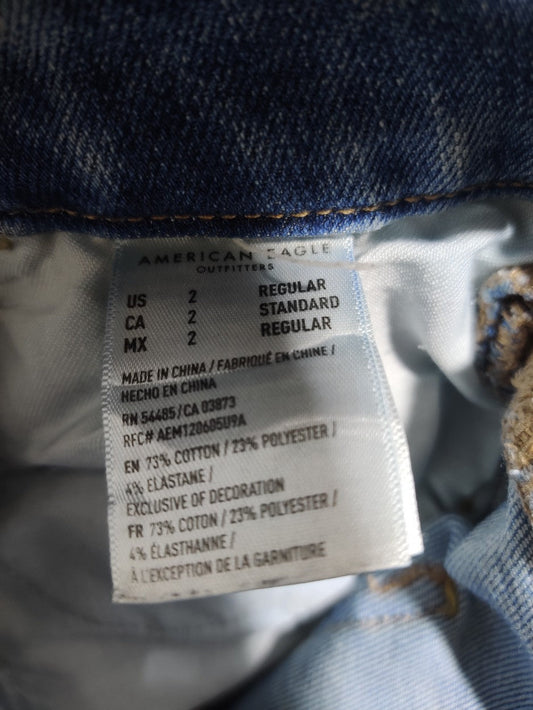 AMERICAN EAGLE
OUTFITTERS
US 2 REGULAR
CA 2 STANDARD
MX 2 REGULAR
MADE IN CHINA / FABRIQUÉ EN CHINE /
HECHO EN CHINA
RN 54485 / CA 03873
RFC# AEM120605U9A
EN 73% COTTON / 23% POLYESTER /
4% ELASTANE /
EXCLUSIVE OF DECORATION
FR 73% COTON / 23% POLYESTER /
4% ÉLASTHANNE /
À L'EXCEPTION DE LA GARNITURE